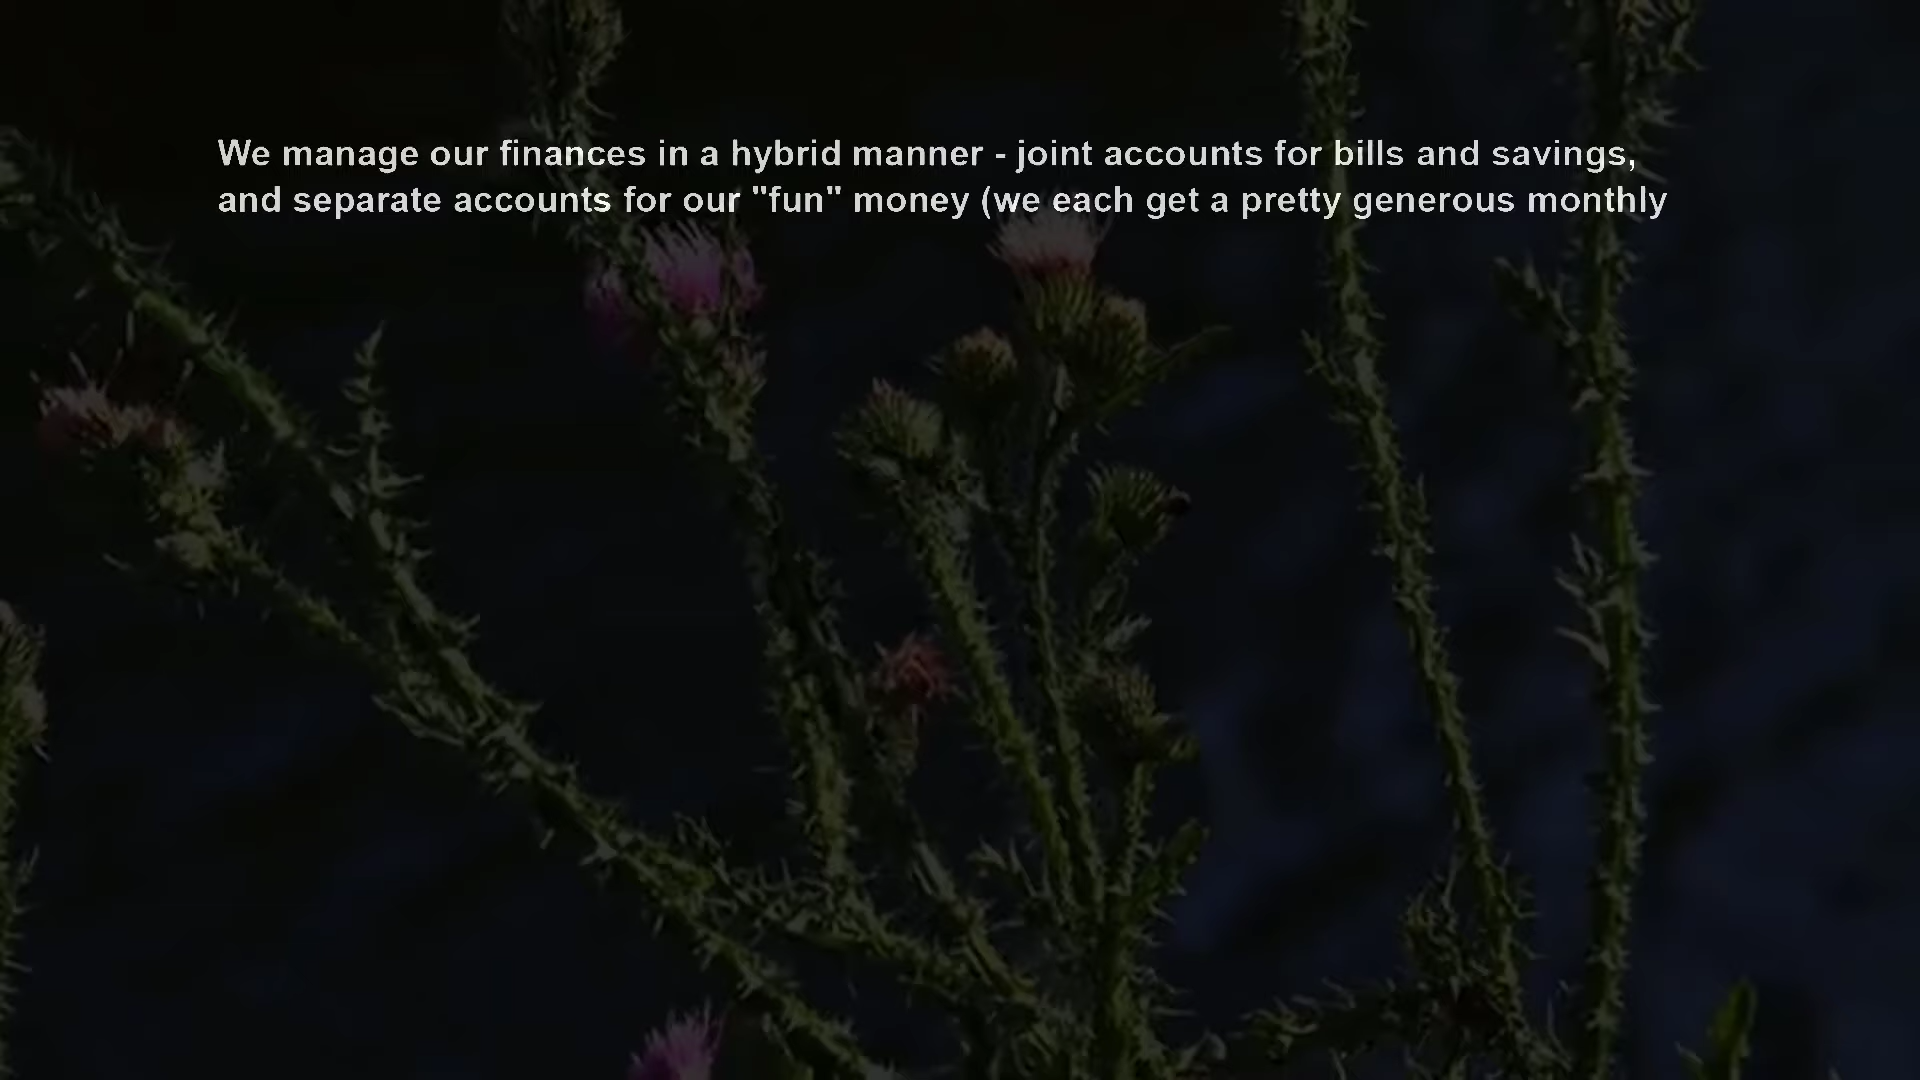 We manage our finances in a hybrid manner - joint accounts for bills and savings,
and separate accounts for our "fun" money (we each get a pretty generous monthly